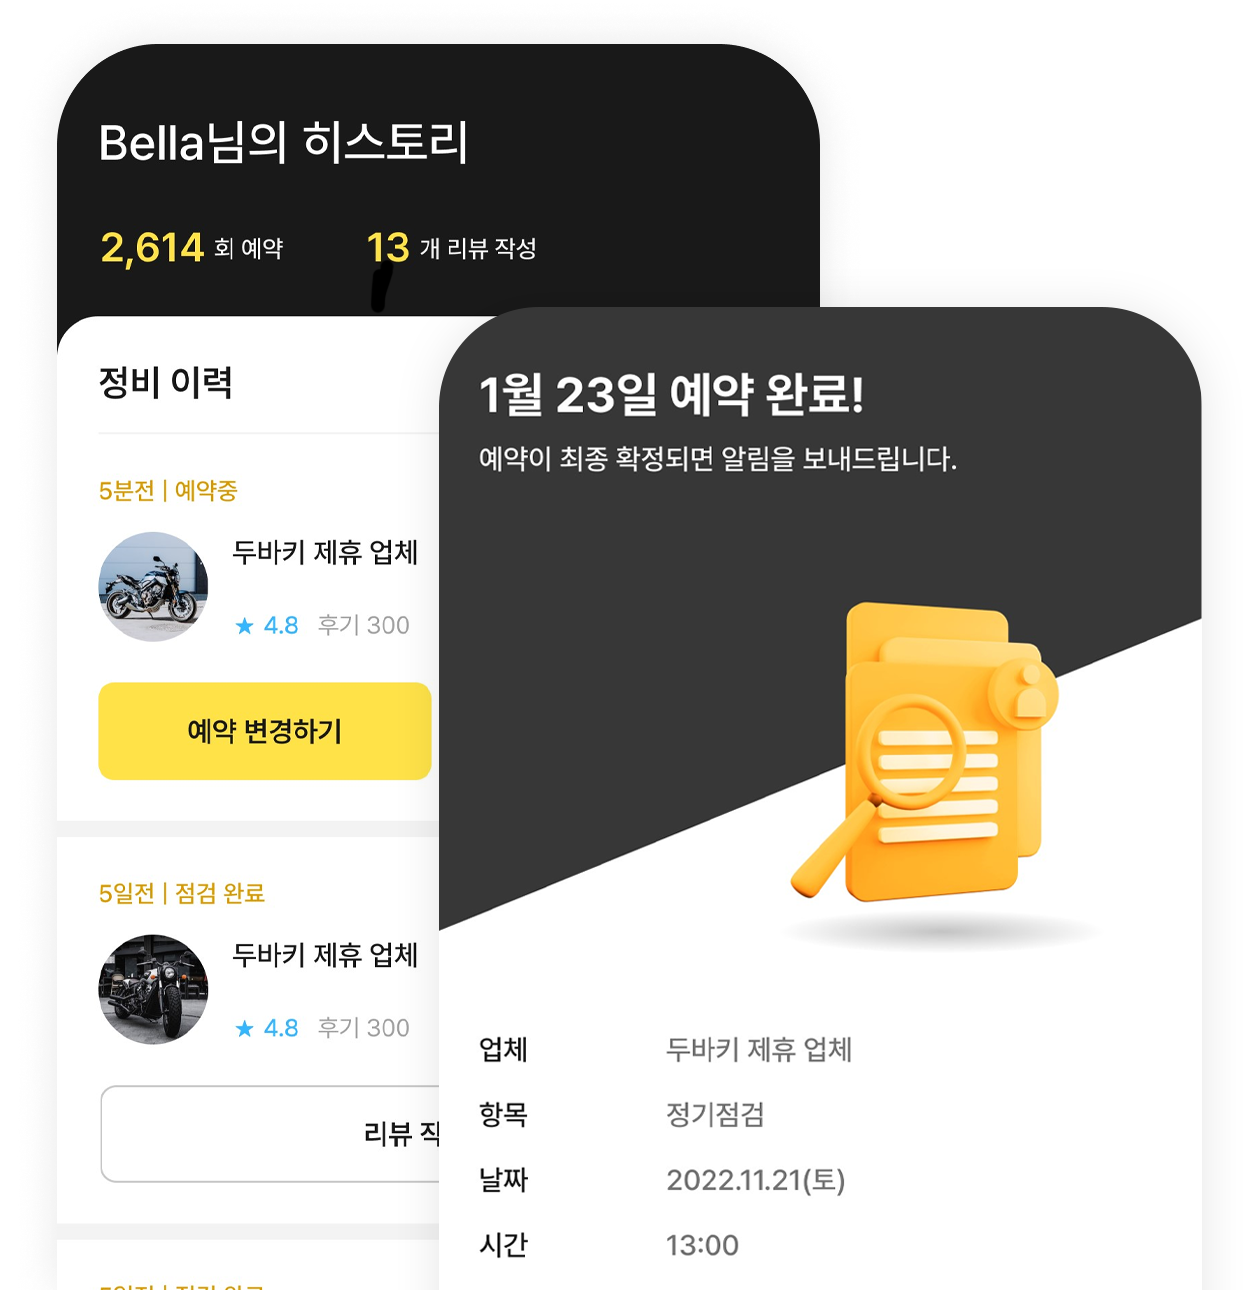 Bella님의 히스토리
2,614 회 예약
13 개 리뷰 작성
정비 이력
5분전 | 예약중
두바키 제휴 업체
★ 4.8 후기 300
예약 변경하기
5일전 | 점검 완료
두바키 제휴 업체
★ 4.8 후기 300
리뷰
1월 23일 예약 완료!
예약이 최종 확정되면 알림을 보내드립니다.
업체 두바키 제휴 업체
항목 정기점검
날짜 2022.11.21(토)
시간 13:00